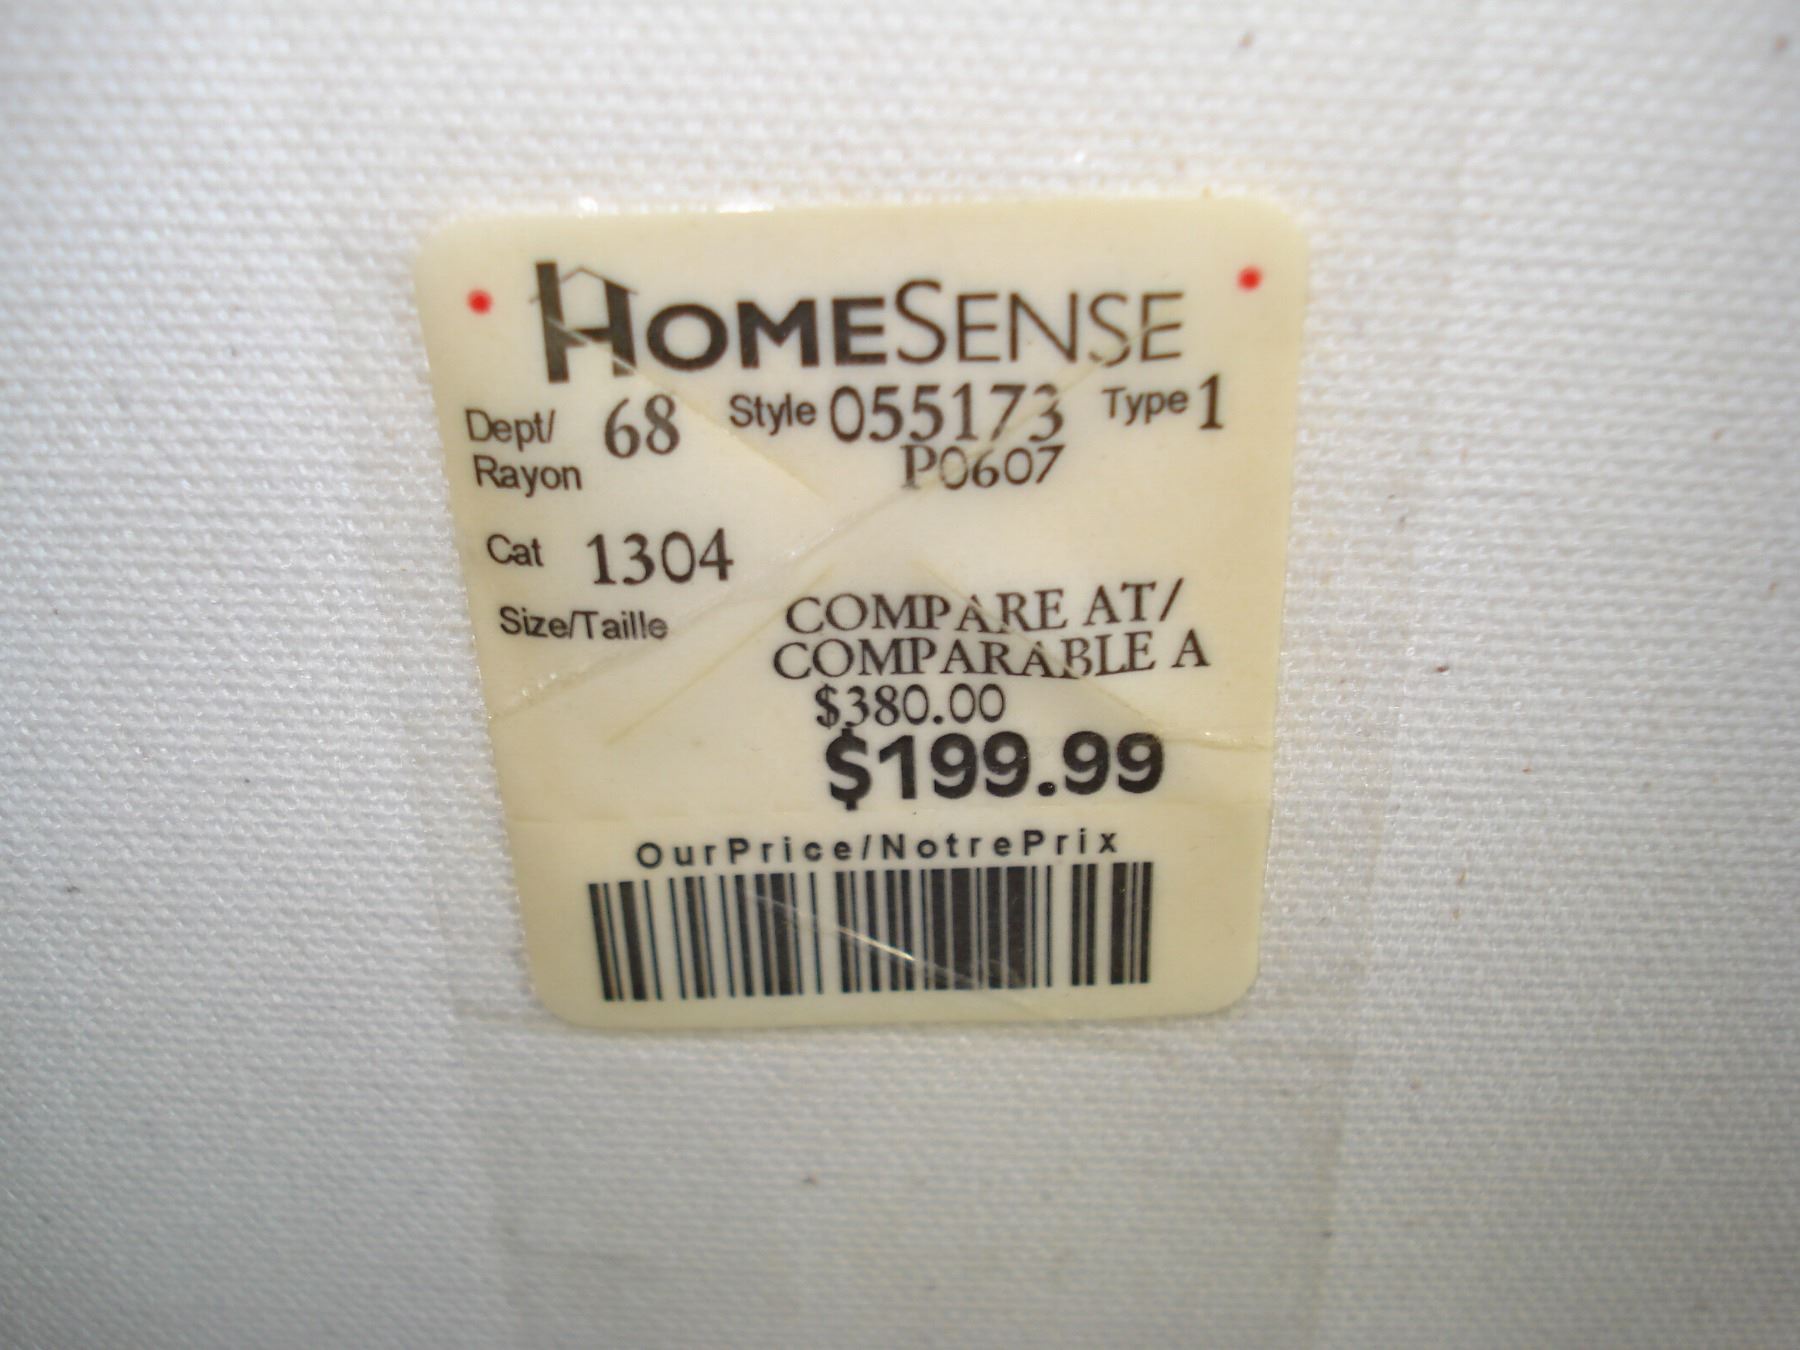 HOMESENSE
Dept/ 68 Style 055173 Type 1
Rayon P0607
Cat 1304
Size/Taille
COMPARE AT/
COMPARABLE A
$380.00
$199.99
OurPrice/NotrePrix